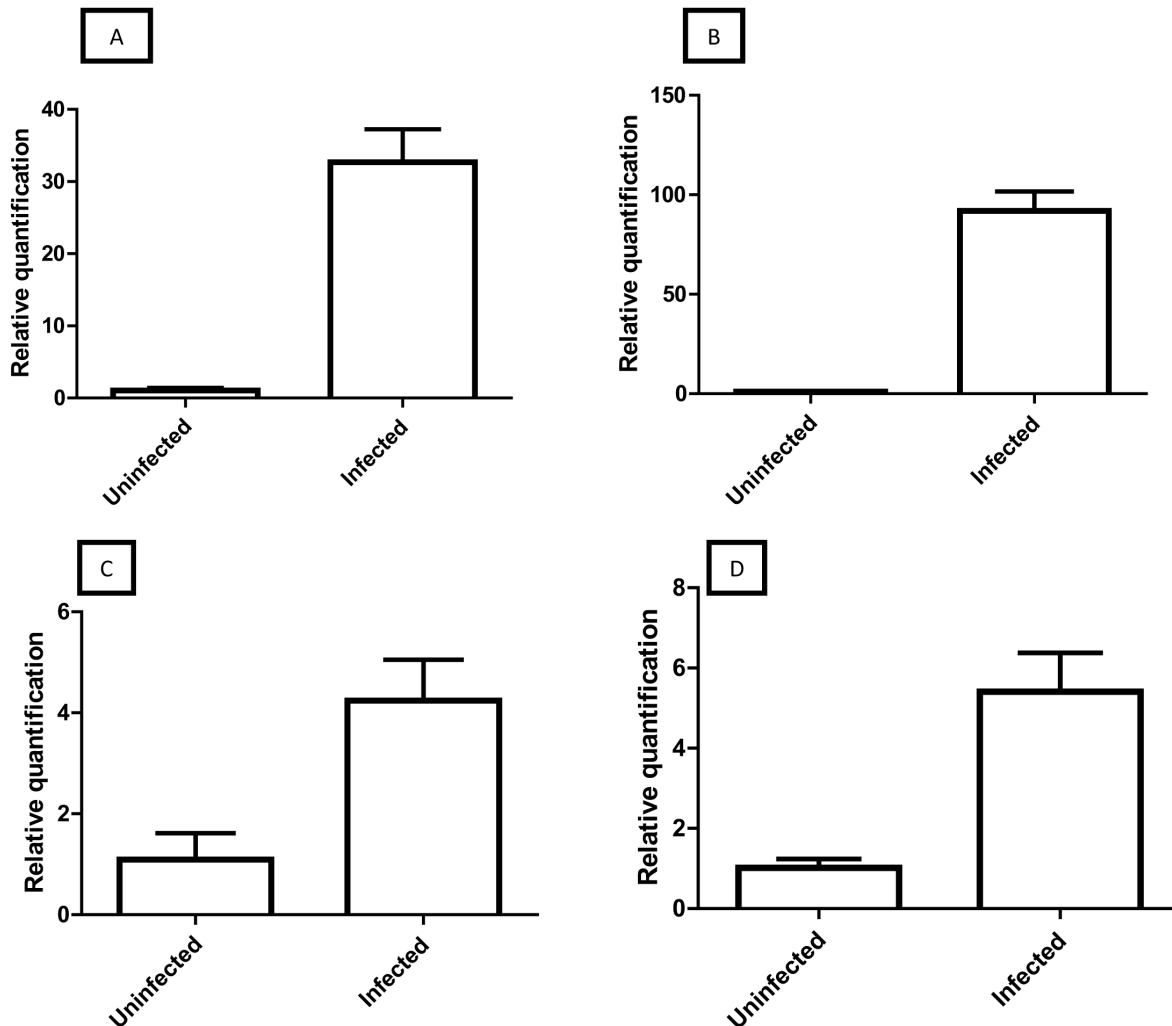 A
Relative quantification
40
30
20
10
0
Uninfected
Infected
B
Relative quantification
150
100
50
0
Uninfected
Infected
C
Relative quantification
6
4
2
0
Uninfected
Infected
D
Relative quantification
8
6
4
2
0
Uninfected
Infected